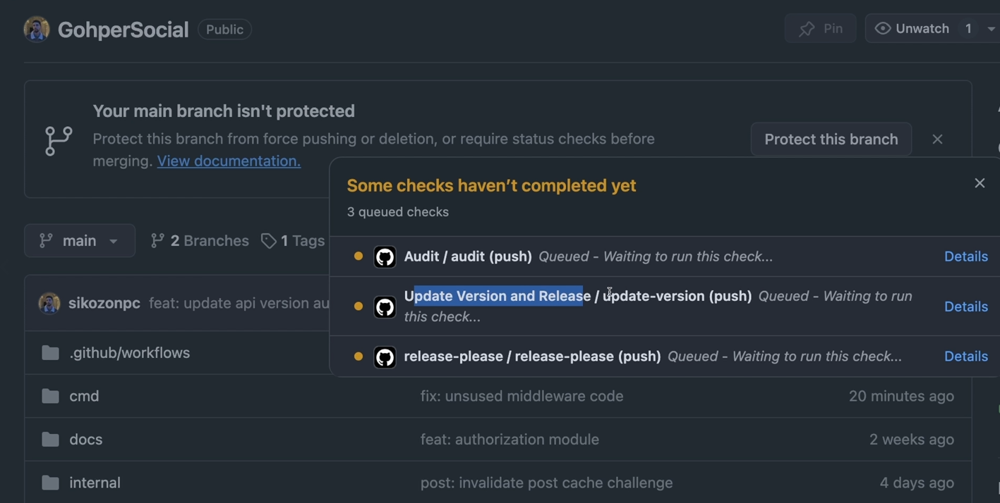 GohperSocial Public Pin Unwatch 1
Your main branch isn't protected
Protect this branch from force pushing or deletion, or require status checks before
merging. View documentation.
Protect this branch
Some checks haven’t completed yet
3 queued checks
main 2 Branches 1 Tags
Audit / audit (push) Queued - Waiting to run this check... Details
Update Version and Release / update-version (push) Queued - Waiting to run
this check... Details
release-please / release-please (push) Queued - Waiting to run this check... Details
sikozonpc feat: update api version au
.github/workflows
cmd fix: unsused middleware code 20 minutes ago
docs feat: authorization module 2 weeks ago
internal post: invalidate post cache challenge 4 days ago